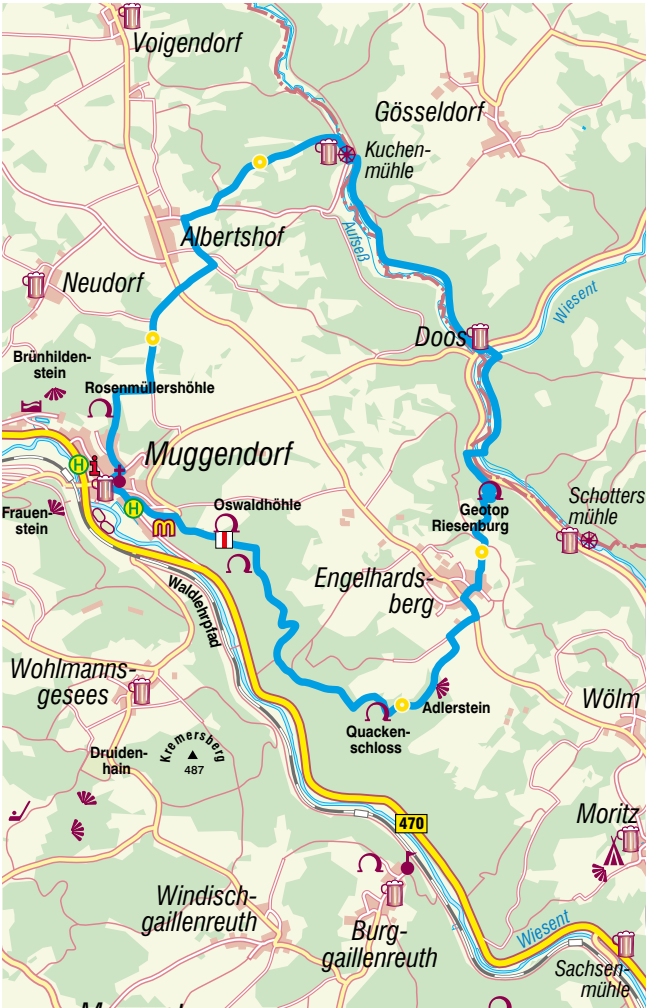 Voigendorf
Gösseldorf
Kuchen-
mühle
Albertshof
Aufseß
Neudorf
Wiesent
Doos
Brünhilden-
stein
Rosenmüllershöhle
Muggendorf
H
i
H
m
Oswaldhöhle
Geotop
Riesenburg
Schotters
mühle
Frauen-
stein
Engelhards-
berg
Waldlehrpfad
Wohlmanns-
gesees
Adlerstein
Quacken-
schloss
Wölm
Druiden-
hain
Kremersberg
487
Moritz
470
Windisch-
gaillenreuth
Burg-
gaillenreuth
Wiesent
Sachsen-
mühle